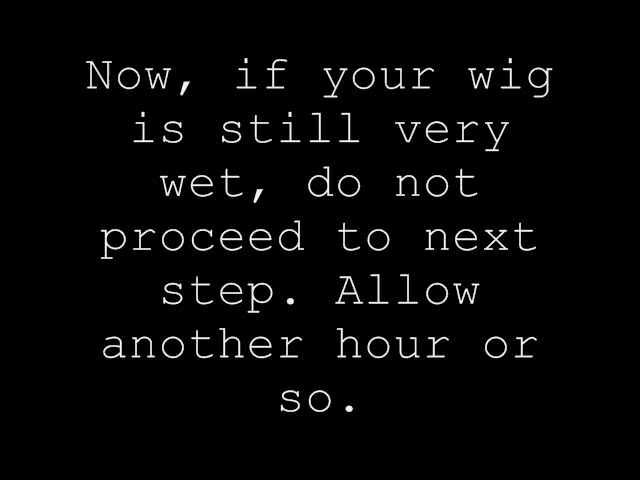 Now, if your wig
is still very
wet, do not
proceed to next
step. Allow
another hour or
so.